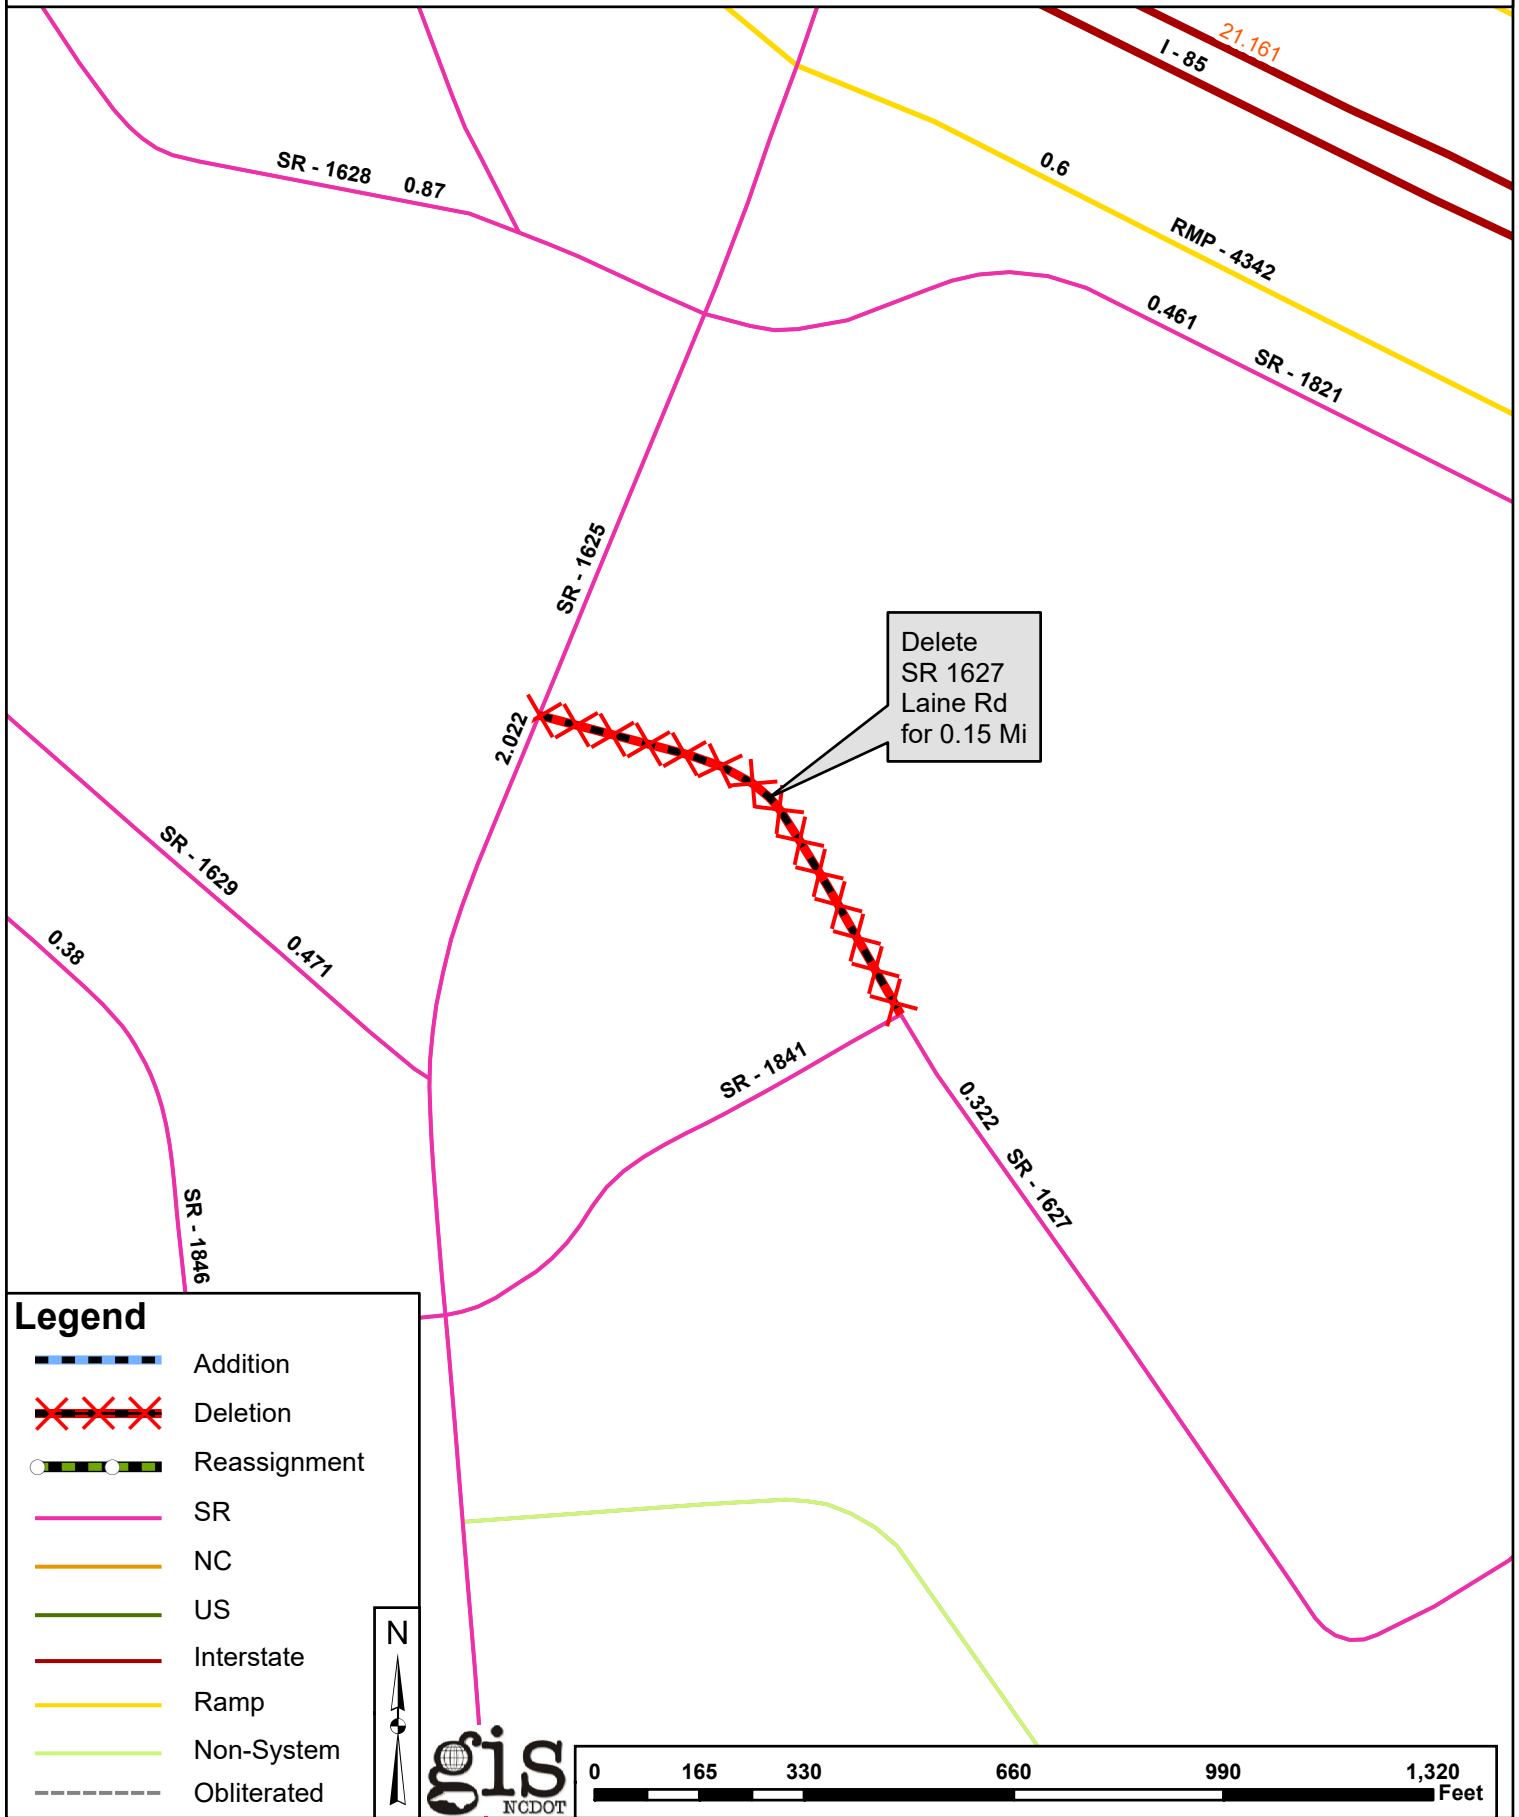 21.161
I - 85
SR - 1628 0.87
0.6
RMP - 4342
0.461
SR - 1821
SR - 1625
Delete
SR 1627
Laine Rd
for 0.15 Mi
2.022
SR - 1629
0.471
0.38
SR - 1841
0.322
SR - 1627
SR - 1846
Legend
Addition
Deletion
Reassignment
SR
NC
US
Interstate
Ramp
Non-System
Obliterated
N
gis
NCDOT
0 165 330 660 990 1,320
Feet